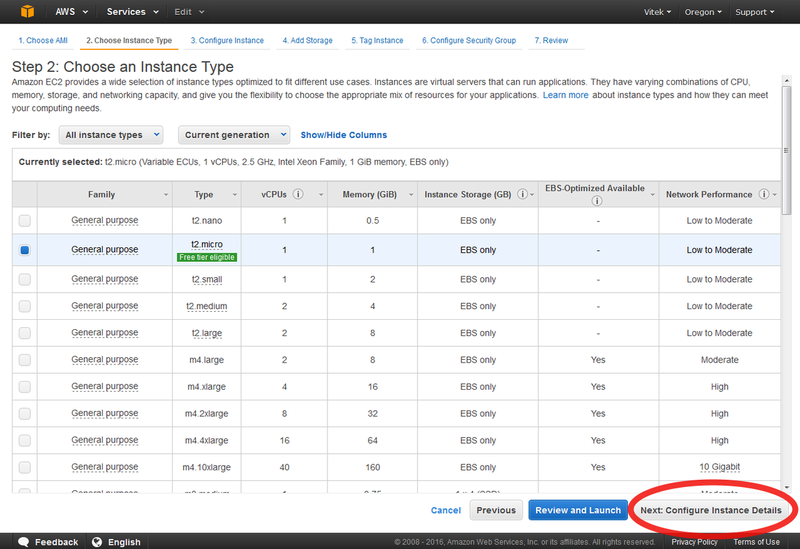 AWS Services Edit Vitek Oregon Support
1. Choose AMI 2. Choose Instance Type 3. Configure Instance 4. Add Storage 5. Tag Instance 6. Configure Security Group 7. Review
Step 2: Choose an Instance Type
Amazon EC2 provides a wide selection of instance types optimized to fit different use cases. Instances are virtual servers that can run applications. They have varying combinations of CPU,
memory, storage, and networking capacity, and give you the flexibility to choose the appropriate mix of resources for your applications. Learn more about instance types and how they can meet
your computing needs.
Filter by: All instance types Current generation Show/Hide Columns
Currently selected: t2.micro (Variable ECUs, 1 vCPUs, 2.5 GHz, Intel Xeon Family, 1 GiB memory, EBS only)
Family Type vCPUs Memory (GiB) Instance Storage (GB) EBS-Optimized Available Network Performance
General purpose t2.nano 1 0.5 EBS only - Low to Moderate
General purpose t2.micro 1 1 EBS only - Low to Moderate
Free tier eligible
General purpose t2.small 1 2 EBS only - Low to Moderate
General purpose t2.medium 2 4 EBS only - Low to Moderate
General purpose t2.large 2 8 EBS only - Low to Moderate
General purpose m4.large 2 8 EBS only Yes Moderate
General purpose m4.xlarge 4 16 EBS only Yes High
General purpose m4.2xlarge 8 32 EBS only Yes High
General purpose m4.4xlarge 16 64 EBS only Yes High
General purpose m4.10xlarge 40 160 EBS only Yes 10 Gigabit
Cancel Previous Review and Launch Next: Configure Instance Details
Feedback English © 2008 - 2016, Amazon Web Services, Inc. or its affiliates. All rights reserved. Privacy Policy Terms of Use